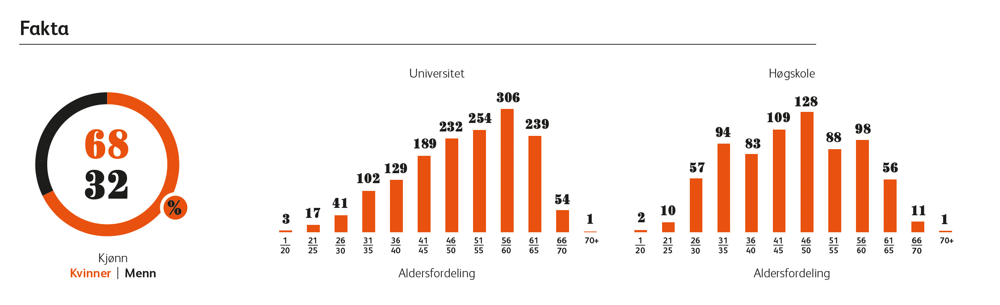 Fakta
68
32
%
Kjønn
Kvinner | Menn
Universitet
3 17 41 102 129 189 232 254 306 239 54 1
1 21 26 31 36 41 46 51 56 61 66 70+
20 25 30 35 40 45 50 55 60 65 70
Aldersfordeling
Høgskole
2 10 57 94 83 109 128 88 98 56 11 1
1 21 26 31 36 41 46 51 56 61 66 70+
20 25 30 35 40 45 50 55 60 65 70
Aldersfordeling